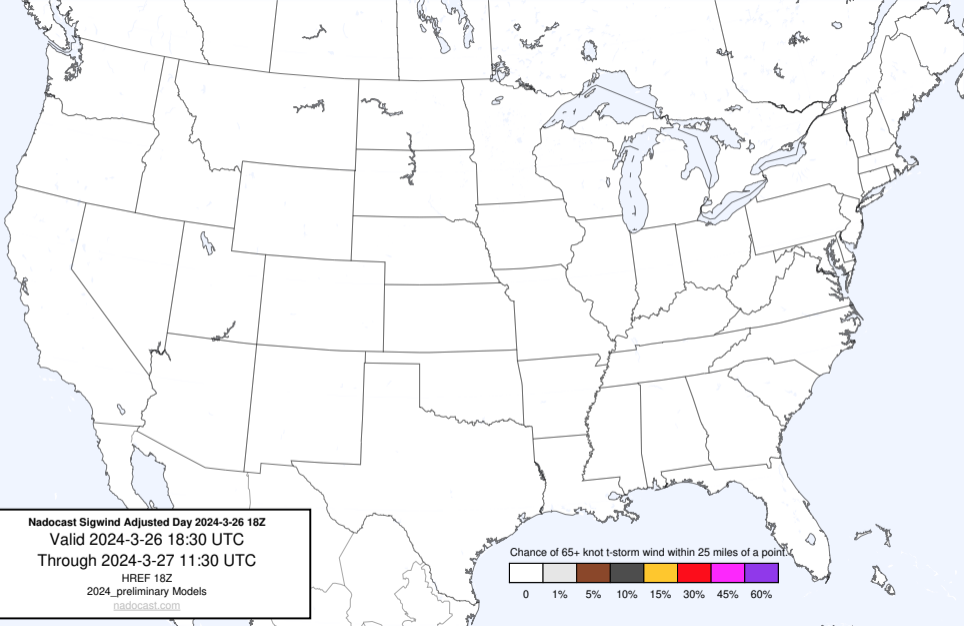 Nadocast Sigwind Adjusted Day 2024-3-26 18Z
Valid 2024-3-26 18:30 UTC
Through 2024-3-27 11:30 UTC
HREF 18Z
2024_preliminary Models
nadocast.com
Chance of 65+ knot t-storm wind within 25 miles of a point.
0 1% 5% 10% 15% 30% 45% 60%